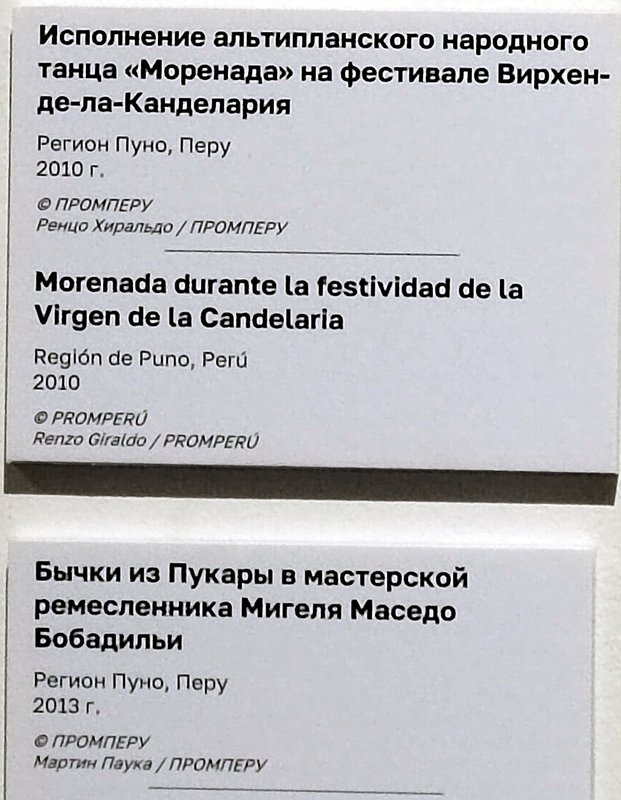 Исполнение альтипланского народного
танца «Моренада» на фестивале Вирхен-
де-ла-Канделария
Регион Пуно, Перу
2010 г.
© ПРОМПЕРУ
Ренцо Хиральдо / ПРОМПЕРУ
Morenada durante la festividad de la
Virgen de la Candelaria
Región de Puno, Perú
2010
© PROMPERÚ
Renzo Giraldo / PROMPERÚ
Бычки из Пукары в мастерской
ремесленника Мигеля Маседо
Бобадильи
Регион Пуно, Перу
2013 г.
© ПРОМПЕРУ
Мартин Паука / ПРОМПЕРУ